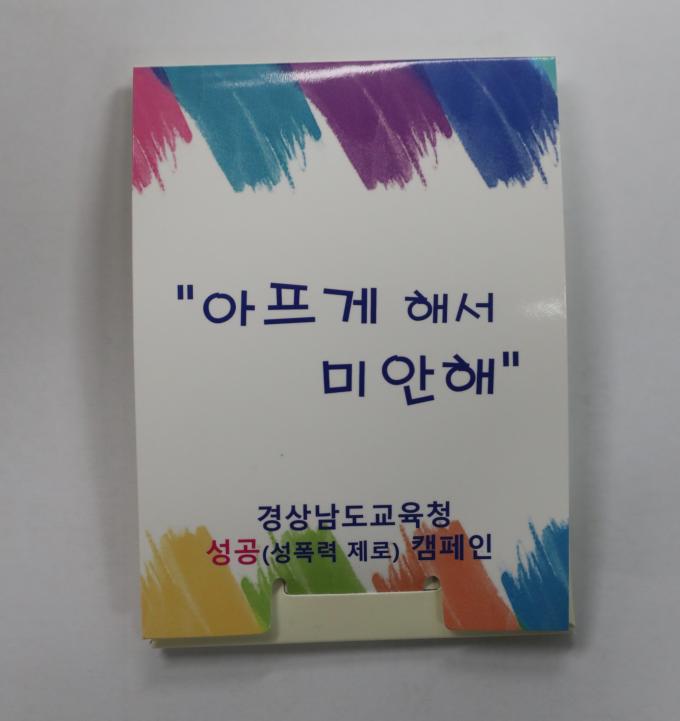 "아프게 해서
미안해"
경상남도교육청
성공(성폭력 제로) 캠페인